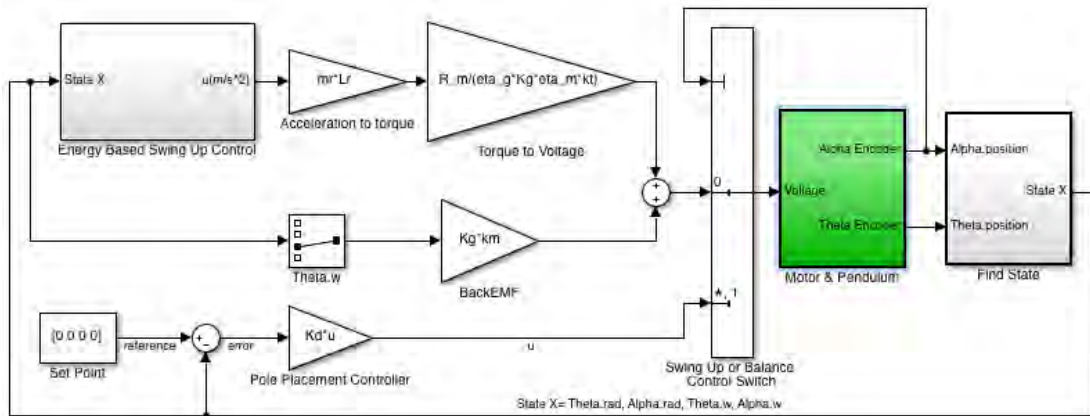 State X
u(m/s^2)
Energy Based Swing Up Control
mr*Lr
Acceleration to torque
R_m/(eta_g*Kg*eta_m*kt)
Torque to Voltage
Theta.w
Kg*km
BackEMF
[0 0 0 0]
Set Point
reference
error
Kd*u
Pole Placement Controller
u
+
+
+
−
0
*, 1
Swing Up or Balance
Control Switch
Voltage
Alpha Encoder
Theta Encoder
Motor & Pendulum
Alpha.position
Theta.position
State X
Find State
State X= Theta.rad, Alpha.rad, Theta.w, Alpha.w